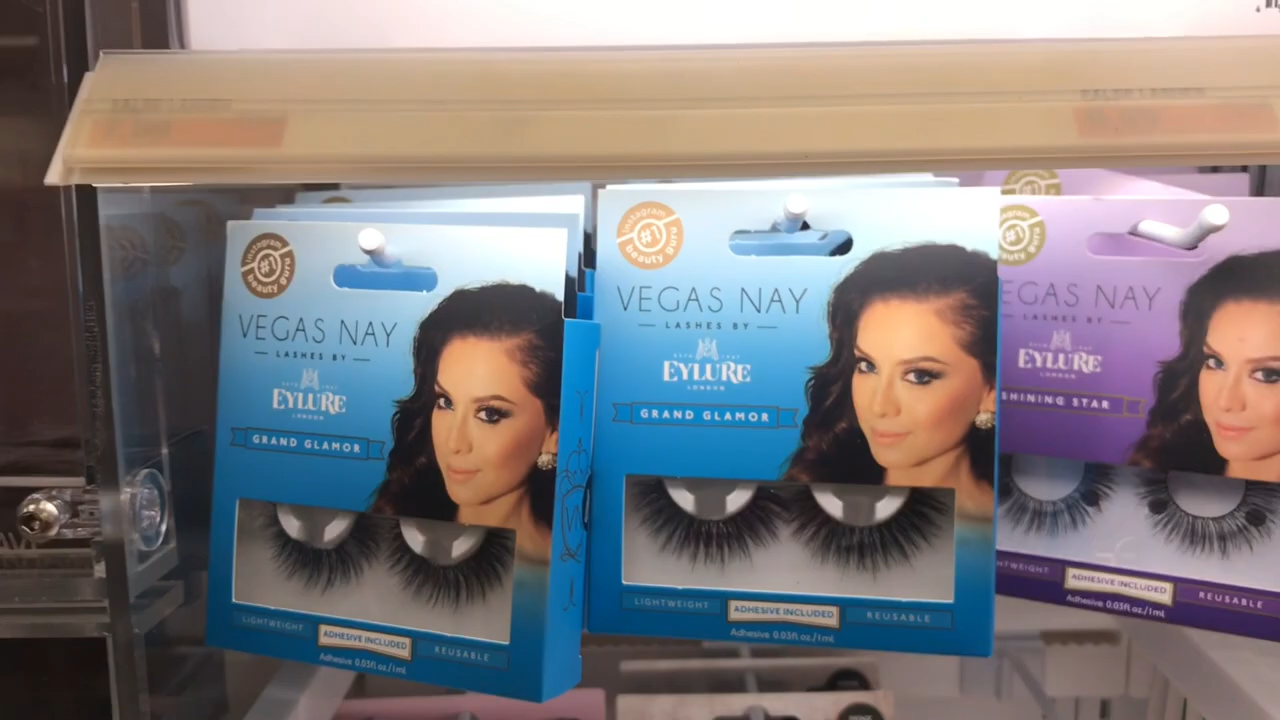 instagram
#1
beauty guru
VEGAS NAY
LASHES BY
EYLURE
LONDON
GRAND GLAMOR
LIGHTWEIGHT
ADHESIVE INCLUDED
REUSABLE
Adhesive 0.03fl oz./1ml
instagram
#1
beauty guru
VEGAS NAY
LASHES BY
EYLURE
LONDON
GRAND GLAMOR
LIGHTWEIGHT
ADHESIVE INCLUDED
REUSABLE
Adhesive 0.03fl oz./1ml
#1
EGAS NAY
LASHES BY
EYLURE
LONDON
SHINING STAR
HTWEIGHT
ADHESIVE INCLUDED
REUSABLE
Adhesive 0.03fl oz./1ml